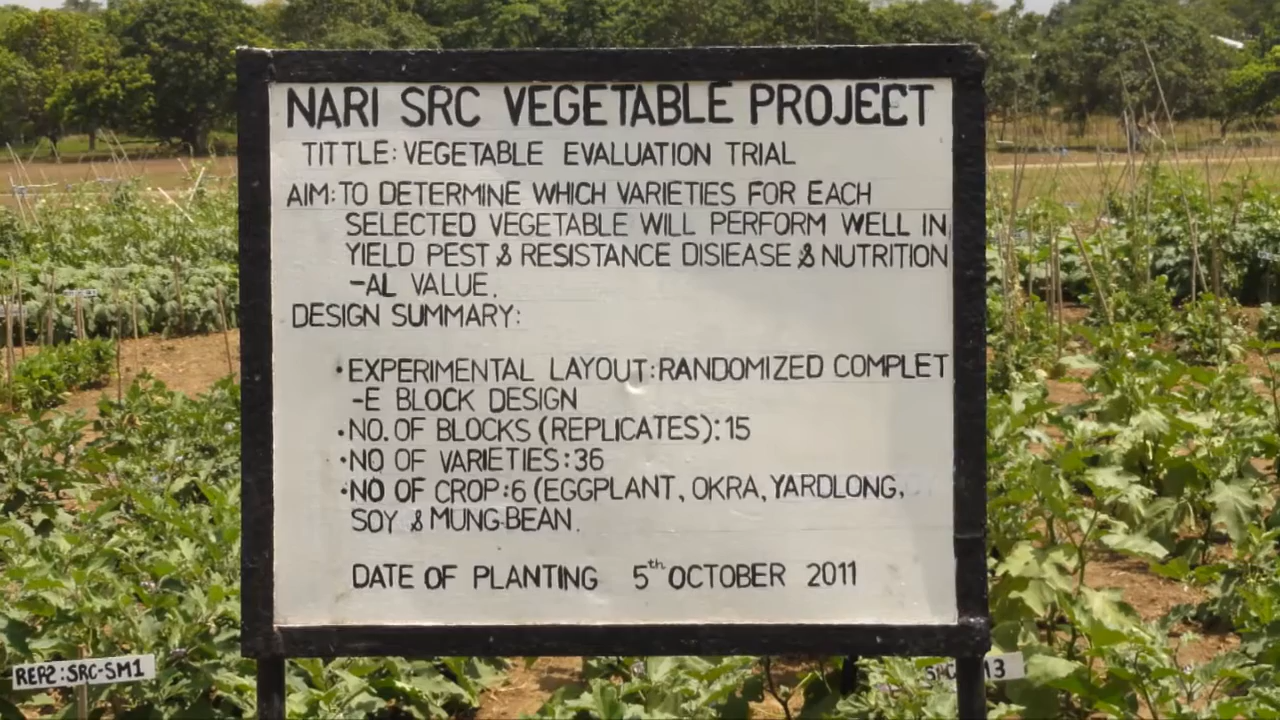 NARI SRC VEGETABLE PROJECT
TITTLE: VEGETABLE EVALUATION TRIAL
AIM: TO DETERMINE WHICH VARIETIES FOR EACH
SELECTED VEGETABLE WILL PERFORM WELL IN
YIELD PEST & RESISTANCE DISIEASE & NUTRITION
-AL VALUE.
DESIGN SUMMARY:
•EXPERIMENTAL LAYOUT: RANDOMIZED COMPLET
-E BLOCK DESIGN
•NO. OF BLOCKS (REPLICATES): 15
•NO OF VARIETIES: 36
•NO OF CROP: 6 (EGGPLANT, OKRA, YARDLONG,
SOY & MUNG-BEAN.
DATE OF PLANTING 5th OCTOBER 2011
REP2: SRC-SM1